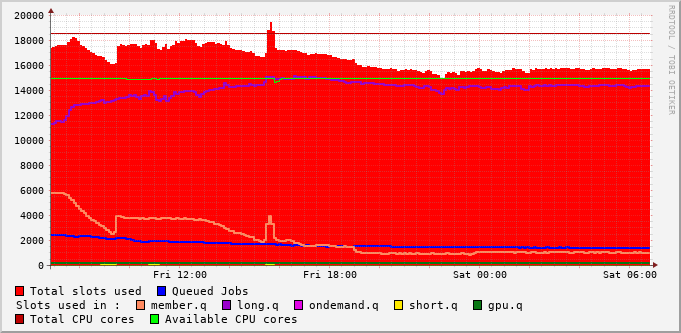 20000
18000
16000
14000
12000
10000
8000
6000
4000
2000
0
Fri 12:00 Fri 18:00 Sat 00:00 Sat 06:00
RRDTOOL / TOBI OETIKER
Total slots used Queued Jobs
Slots used in : member.q long.q ondemand.q short.q gpu.q
Total CPU cores Available CPU cores